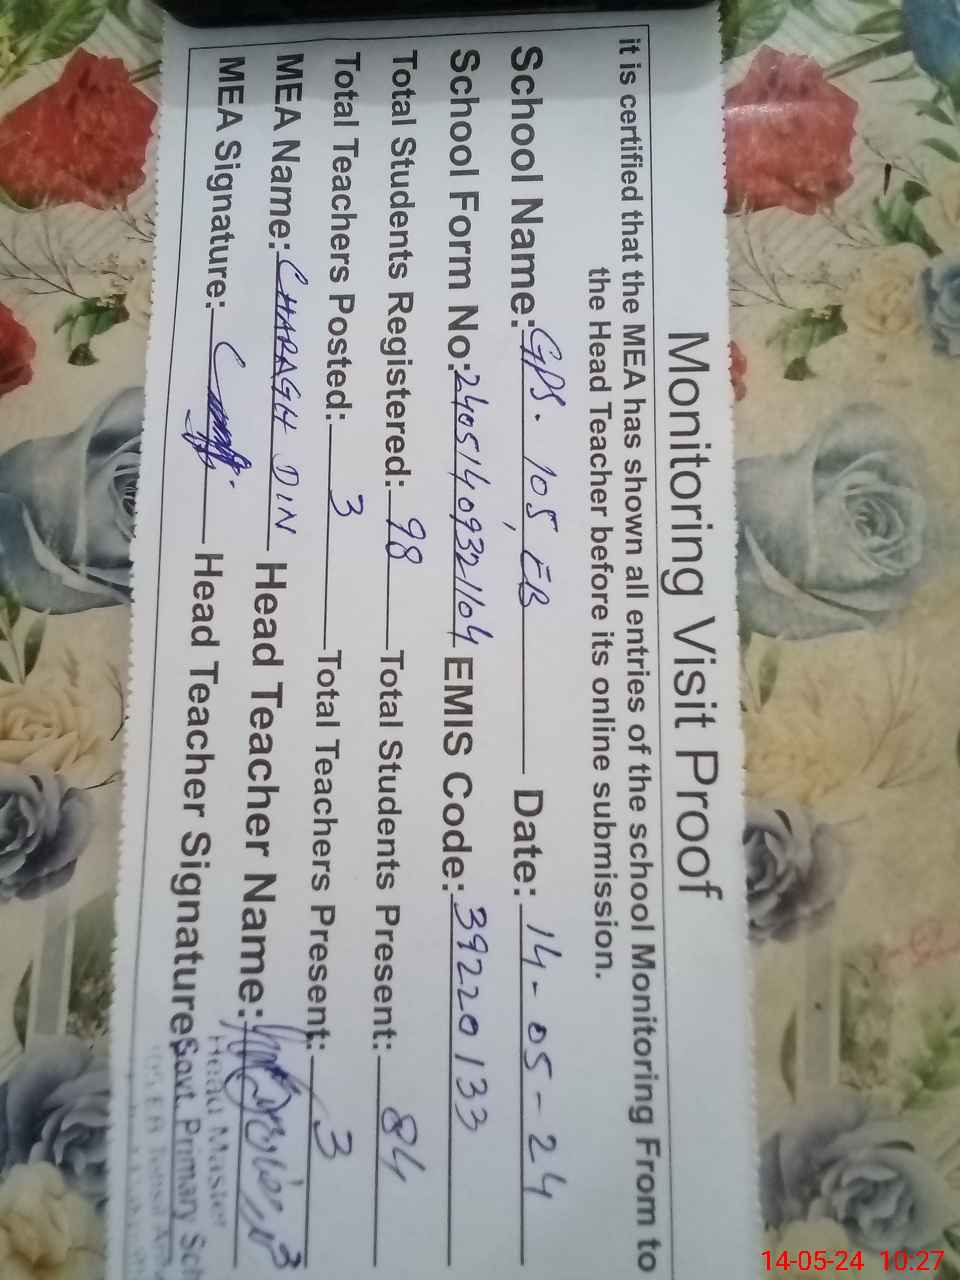 Monitoring Visit Proof
it is certified that the MEA has shown all entries of the school Monitoring From to
the Head Teacher before its online submission.
School Name: GPS. 105, EB Date: 14-05-24
School Form No: 24051409321104 EMIS Code: 39220133
Total Students Registered: 98 Total Students Present: 84
Total Teachers Posted: 3 Total Teachers Present: 3
MEA Name: CHARAGH DIN Head Teacher Name:
MEA Signature: Head Teacher Signature:
Head Master
Govt. Primary Sch
105 E.B
14-05-24 10:27